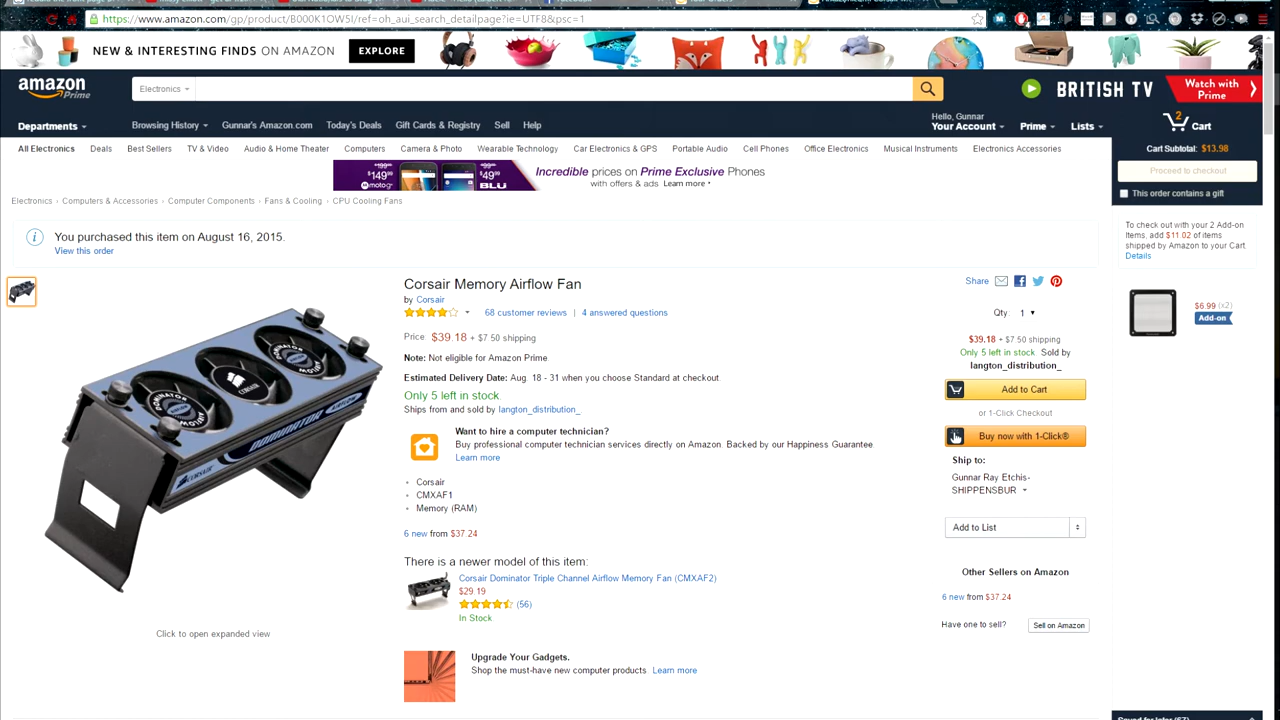 https://www.amazon.com/gp/product/B000K1OW5I/ref=oh_aui_search_detailpage?ie=UTF8&psc=1
NEW & INTERESTING FINDS ON AMAZON EXPLORE
amazon Prime
Electronics
BRITISH TV
Watch with Prime
Departments
Browsing History
Gunnar's Amazon.com
Today's Deals
Gift Cards & Registry
Sell
Help
Hello, Gunnar
Your Account
Prime
Lists
2
Cart
All Electronics
Deals
Best Sellers
TV & Video
Audio & Home Theater
Computers
Camera & Photo
Wearable Technology
Car Electronics & GPS
Portable Audio
Cell Phones
Office Electronics
Musical Instruments
Electronics Accessories
Cart Subtotal: $13.98
Proceed to checkout
This order contains a gift
$199
$149.99
moto g
$99
$49.99
BLU
Incredible prices on Prime Exclusive Phones
with offers & ads Learn more
Electronics › Computers & Accessories › Computer Components › Fans & Cooling › CPU Cooling Fans
To check out with your 2 Add-on
Items, add $11.02 of items
shipped by Amazon to your Cart.
Details
$6.99 (x2)
Add-on
You purchased this item on August 16, 2015.
View this order
CORSAIR
Corsair Memory Airflow Fan
by Corsair
68 customer reviews | 4 answered questions
Price $39.18 + $7.50 shipping
Note: Not eligible for Amazon Prime.
Estimated Delivery Date: Aug. 18 - 31 when you choose Standard at checkout.
Only 5 left in stock.
Ships from and sold by langton_distribution_
Want to hire a computer technician?
Buy professional computer technician services directly on Amazon. Backed by our Happiness Guarantee.
Learn more
• Corsair
• CMXAF1
• Memory (RAM)
6 new from $37.24
There is a newer model of this item:
Corsair Dominator Triple Channel Airflow Memory Fan (CMXAF2)
$29.19
(56)
In Stock
Click to open expanded view
Upgrade Your Gadgets.
Shop the must-have new computer products Learn more
Share
Qty: 1
$39.18 + $7.50 shipping
Only 5 left in stock Sold by
langton_distribution_
Add to Cart
or 1-Click Checkout
Buy now with 1-Click®
Ship to:
Gunnar Ray Etchis-
SHIPPENSBUR
Add to List
Other Sellers on Amazon
6 new from $37.24
Have one to sell?
Sell on Amazon